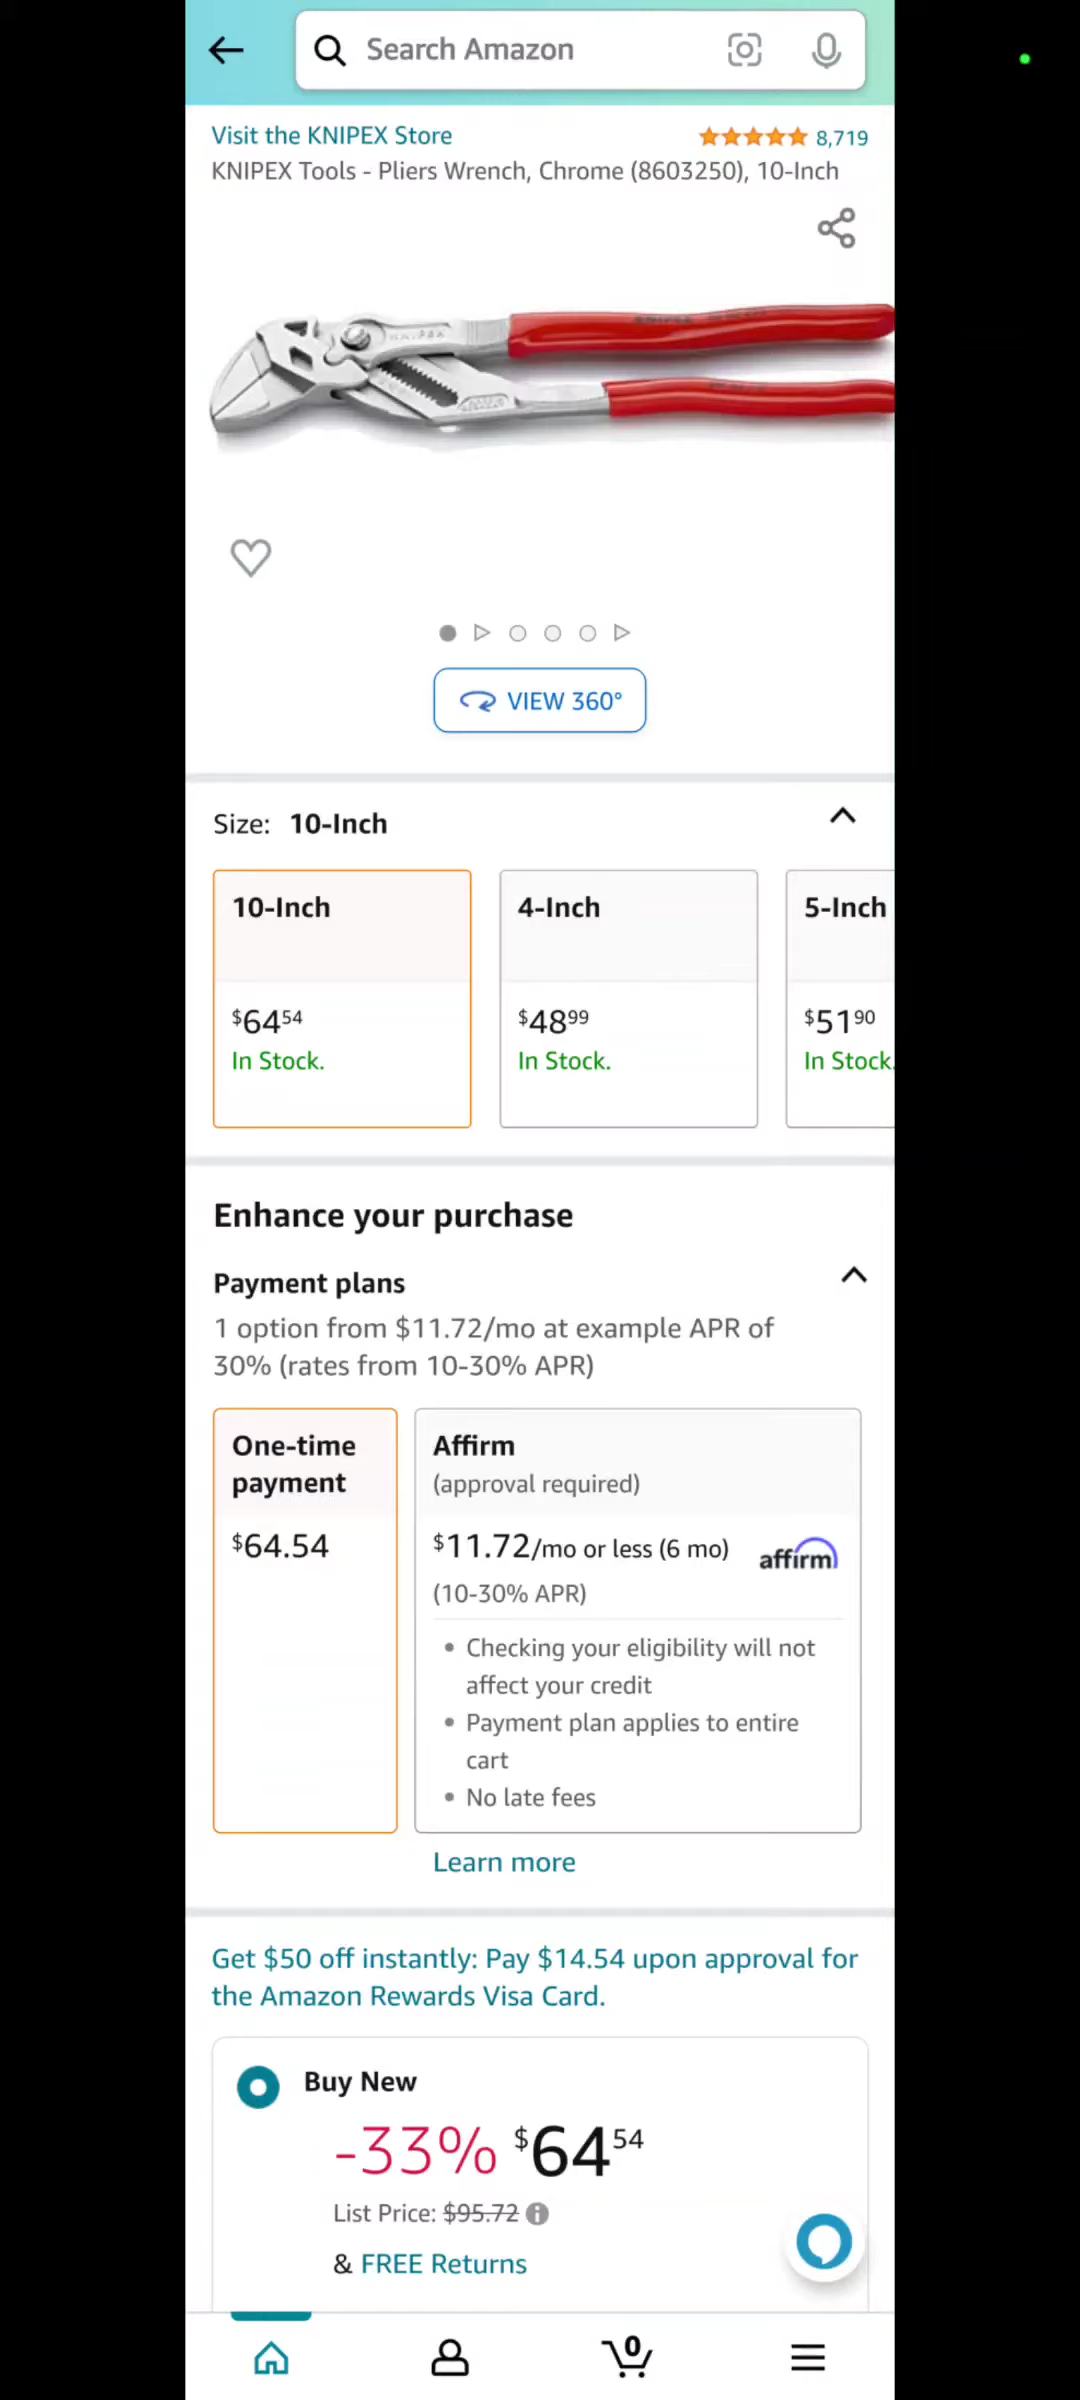 Search Amazon
Visit the KNIPEX Store 8,719
KNIPEX Tools - Pliers Wrench, Chrome (8603250), 10-Inch
KNIPEX
VIEW 360°
Size: 10-Inch
10-Inch 4-Inch 5-Inch
$6454 $4899 $5190
In Stock. In Stock. In Stock.
Enhance your purchase
Payment plans
1 option from $11.72/mo at example APR of
30% (rates from 10-30% APR)
One-time
payment
$64.54
Affirm
(approval required)
$11.72/mo or less (6 mo) affirm
(10-30% APR)
• Checking your eligibility will not
affect your credit
• Payment plan applies to entire
cart
• No late fees
Learn more
Get $50 off instantly: Pay $14.54 upon approval for
the Amazon Rewards Visa Card.
Buy New
-33% $6454
List Price: $95.72
& FREE Returns
0